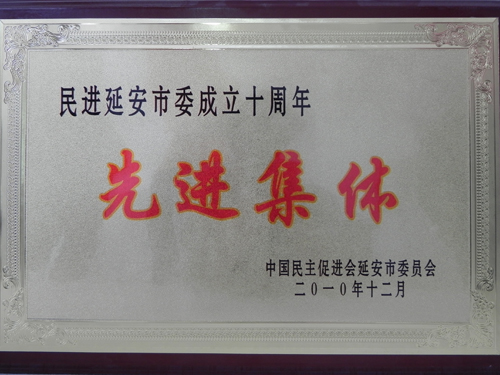 民进延安市委成立十周年
先进集体
中国民主促进会延安市委员会
二〇一〇年十二月